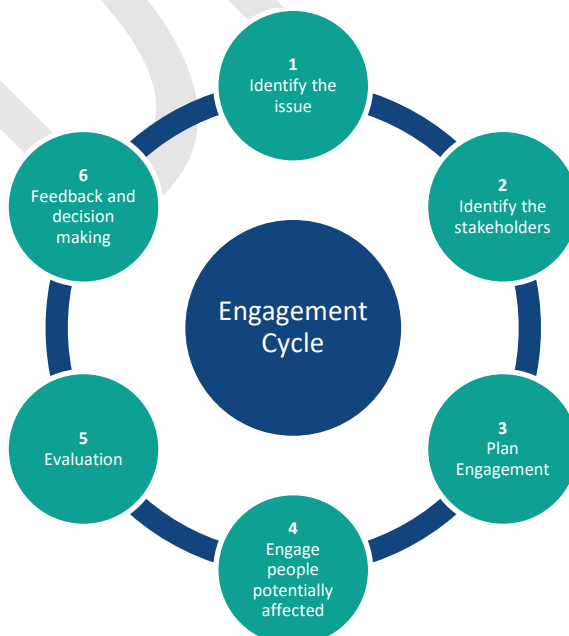 1
Identify the
issue
2
Identify the
stakeholders
3
Plan
Engagement
4
Engage
people
potentially
affected
5
Evaluation
6
Feedback and
decision
making
Engagement
Cycle